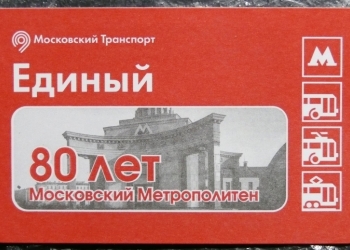 Московский Транспорт
Единый
М
М
80 лет
Московский Метрополитен